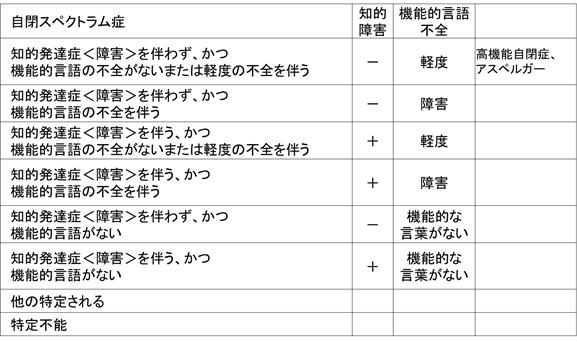 自閉スペクトラム症
知的
障害
機能的言語
不全
知的発達症＜障害＞を伴わず、かつ
機能的言語の不全がないまたは軽度の不全を伴う
－
軽度
高機能自閉症、
アスペルガー
知的発達症＜障害＞を伴わず、かつ
機能的言語の不全を伴う
－
障害
知的発達症＜障害＞を伴う、かつ
機能的言語の不全がないまたは軽度の不全を伴う
＋
軽度
知的発達症＜障害＞を伴う、かつ
機能的言語の不全を伴う
＋
障害
知的発達症＜障害＞を伴わず、かつ
機能的言語がない
－
機能的な
言葉がない
知的発達症＜障害＞を伴う、かつ
機能的言語がない
＋
機能的な
言葉がない
他の特定される
特定不能